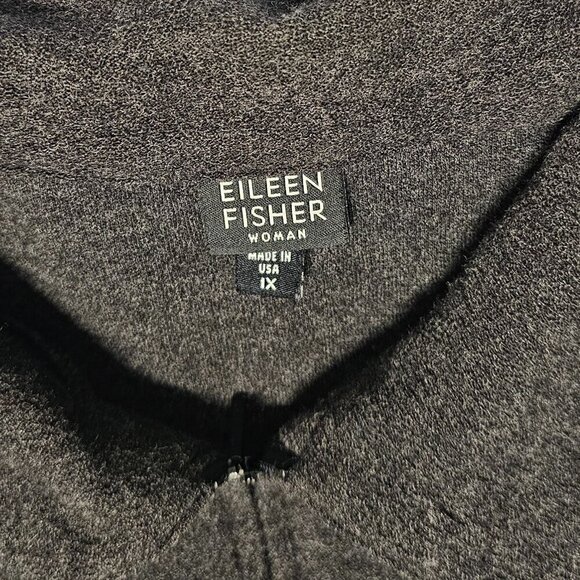 EILEEN
FISHER
WOMAN
MADE IN
USA
1X